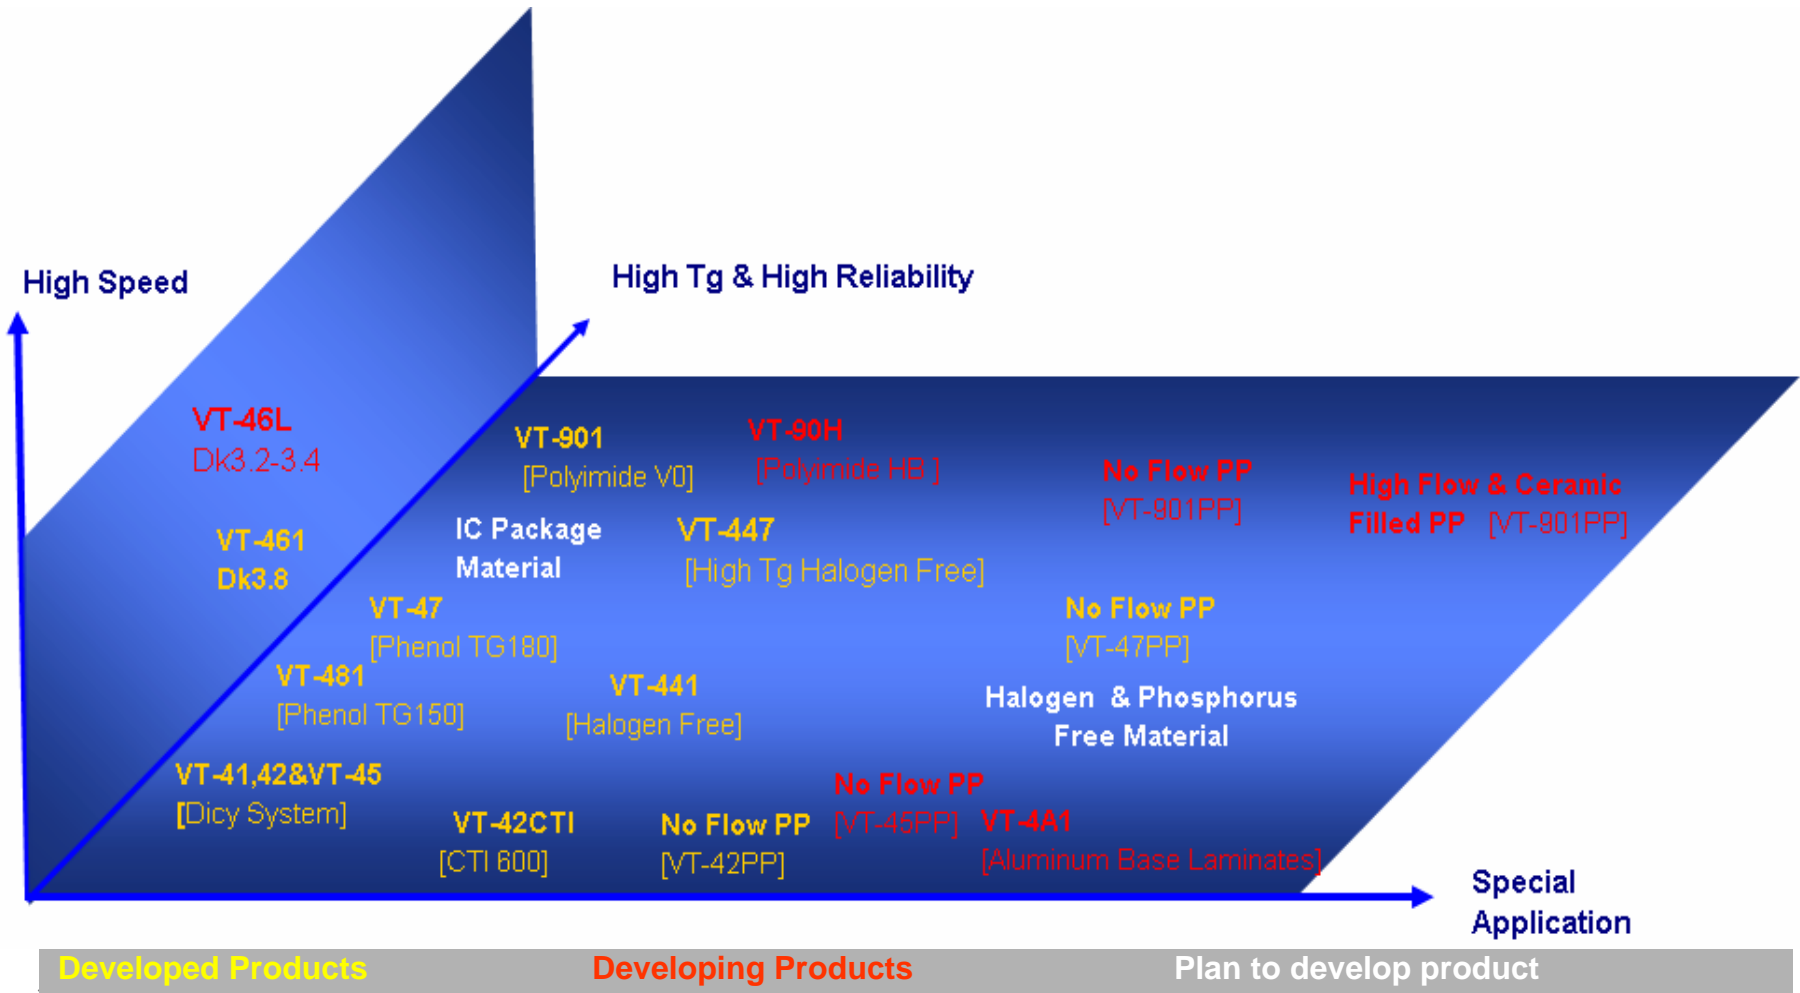 High Speed
High Tg & High Reliability
VT-46L
Dk3.2-3.4
VT-901
[Polyimide V0]
VT-90H
[Polyimide HB ]
No Flow PP
[VT-901PP]
High Flow & Ceramic
Filled PP [VT-901PP]
VT-461
Dk3.8
IC Package
Material
VT-447
[High Tg Halogen Free]
VT-47
[Phenol TG180]
No Flow PP
[VT-47PP]
VT-481
[Phenol TG150]
VT-441
[Halogen Free]
Halogen & Phosphorus
Free Material
VT-41,42&VT-45
[Dicy System]
VT-42CTI
[CTI 600]
No Flow PP
[VT-42PP]
No Flow PP
[VT-45PP]
VT-4A1
[Aluminum Base Laminates]
Special
Application
Developed Products
Developing Products
Plan to develop product